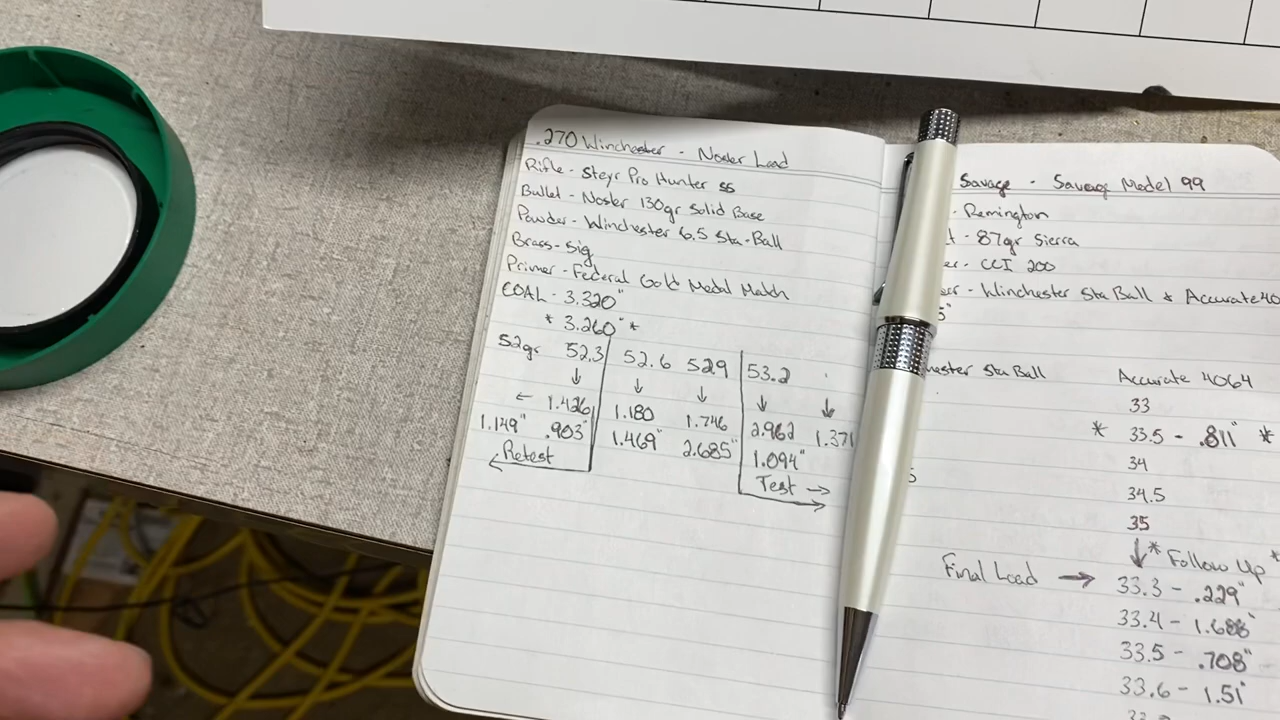 .270 Winchester - Nosler Load
Rifle - Steyr Pro Hunter SS
Bullet - Nosler 130gr Solid Base
Powder - Winchester 6.5 Sta-Ball
Brass - Sig
Primer - Federal Gold Medal Match
COAL - 3.320"
* 3.260" *
52gr 52.3 52.6 52.9 53.2
← 1.426 1.180 1.746 2.962 1.371
1.149" .903" 1.469" 2.685" 1.094"
Retest
Test →
Savage - Savage Model 99
- Remington
- 87gr Sierra
- CCI 200
- Winchester StaBall & Accurate 40
5"
Sta Ball Accurate 4064
33
* 33.5 - .811" *
34
34.5
35
* Follow Up *
Final Load → 33.3 - .229"
33.4 - 1.688"
33.5 - .708"
33.6 - 1.51"